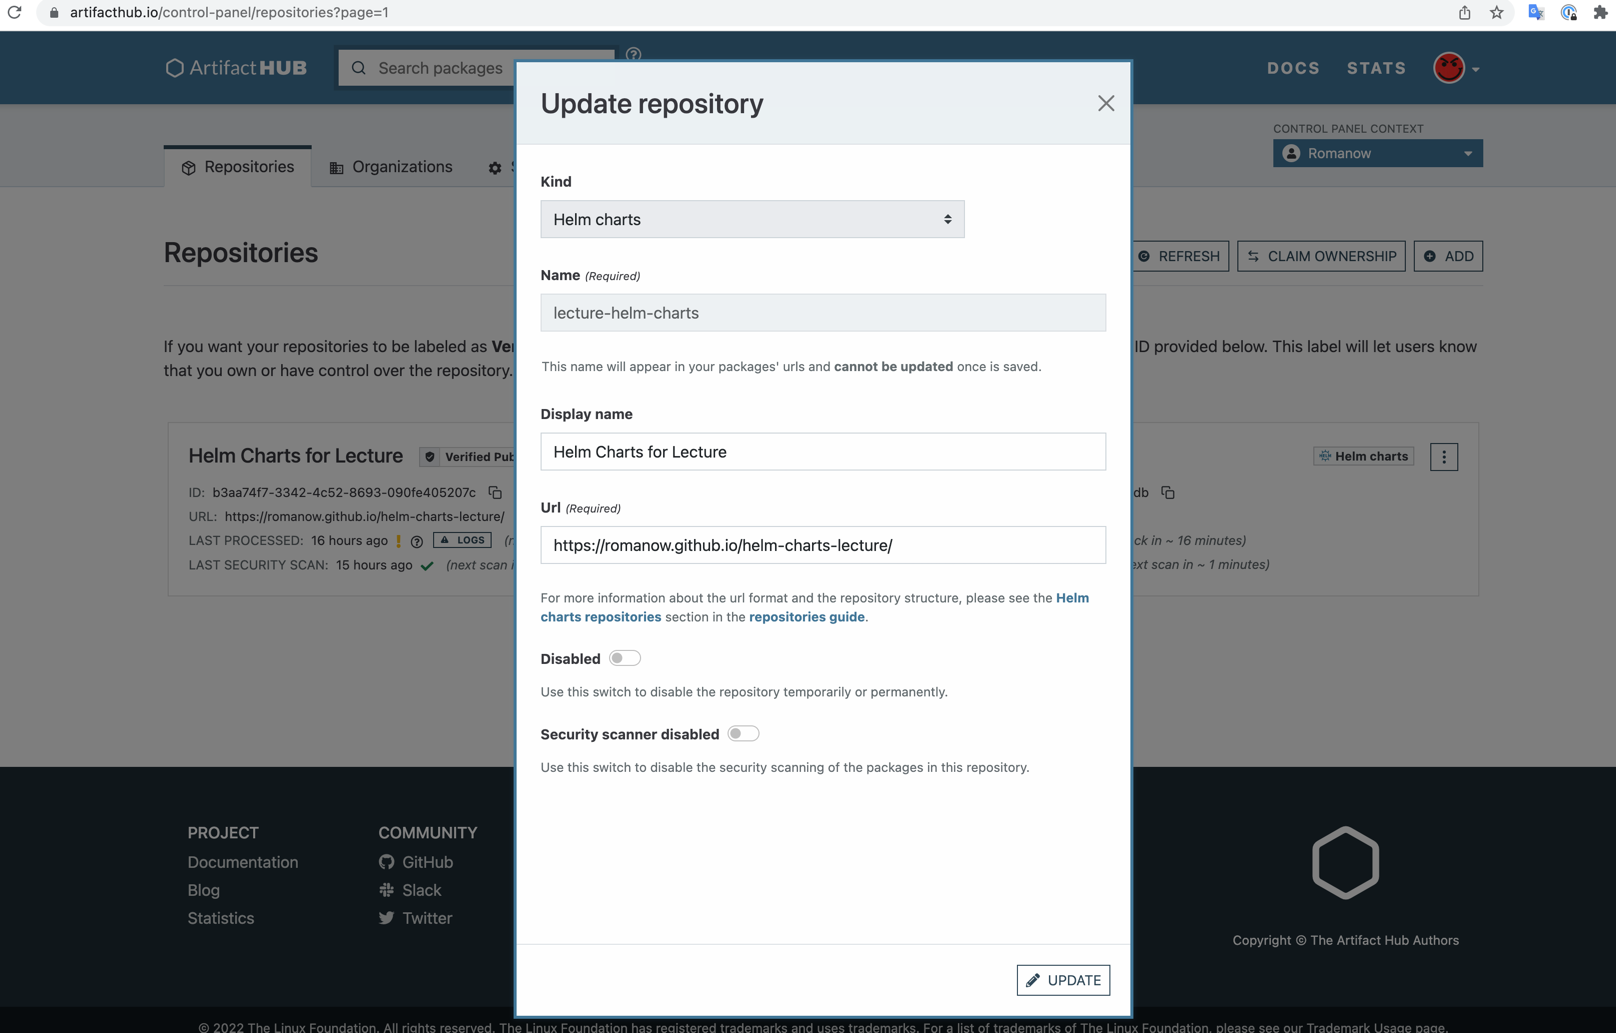 artifacthub.io/control-panel/repositories?page=1
Artifact HUB
Search packages
DOCS STATS
CONTROL PANEL CONTEXT
Romanow
Repositories Organizations
Repositories
REFRESH CLAIM OWNERSHIP ADD
If you want your repositories to be labeled as
ID provided below. This label will let users know
that you own or have control over the repository.
Helm Charts for Lecture Verified Pub
Helm charts
ID: b3aa74f7-3342-4c52-8693-090fe405207c
db
URL: https://romanow.github.io/helm-charts-lecture/
LAST PROCESSED: 16 hours ago LOGS
ck in ~ 16 minutes)
LAST SECURITY SCAN: 15 hours ago (next scan
ext scan in ~ 1 minutes)
Update repository
Kind
Helm charts
Name (Required)
lecture-helm-charts
This name will appear in your packages' urls and cannot be updated once is saved.
Display name
Helm Charts for Lecture
Url (Required)
https://romanow.github.io/helm-charts-lecture/
For more information about the url format and the repository structure, please see the Helm
charts repositories section in the repositories guide.
Disabled
Use this switch to disable the repository temporarily or permanently.
Security scanner disabled
Use this switch to disable the security scanning of the packages in this repository.
UPDATE
PROJECT
Documentation
Blog
Statistics
COMMUNITY
GitHub
Slack
Twitter
Copyright © The Artifact Hub Authors
© 2022 The Linux Foundation. All rights reserved. The Linux Foundation has registered trademarks and uses trademarks. For a list of trademarks of The Linux Foundation, please see our Trademark Usage page.